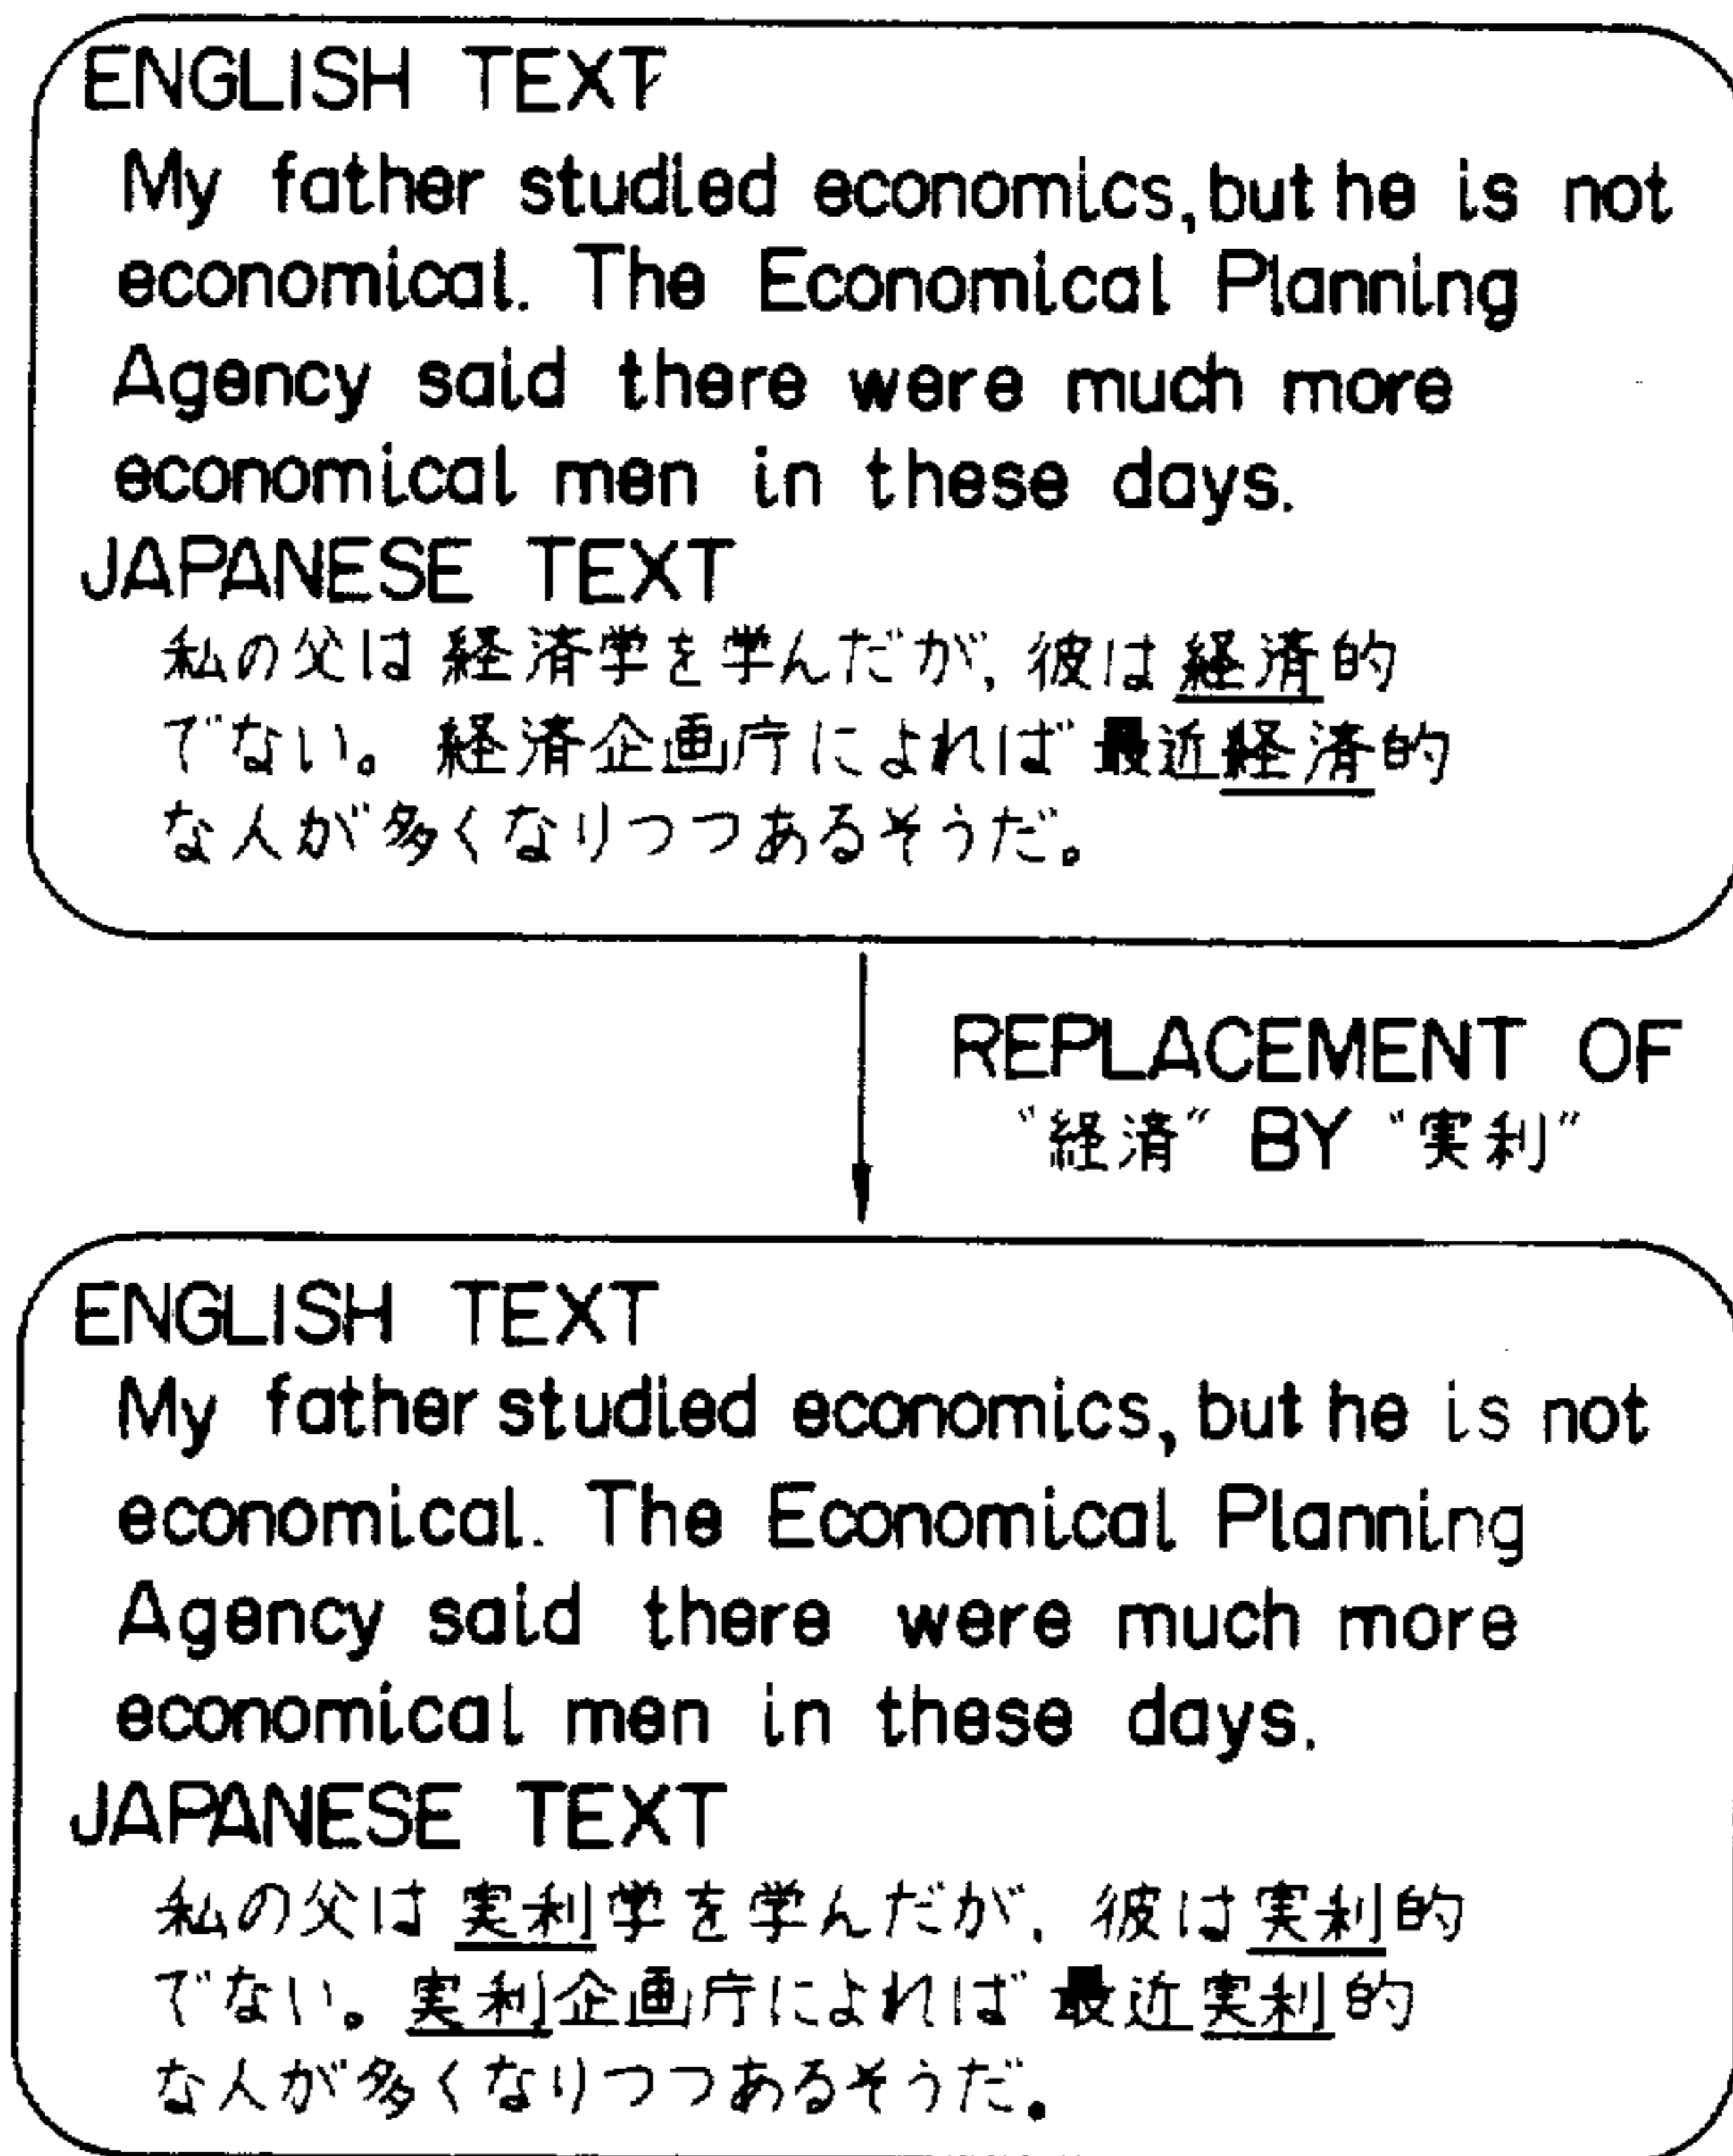 ENGLISH TEXT
My father studied economics, but he is not
economical. The Economical Planning
Agency said there were much more
economical men in these days.
JAPANESE TEXT
私の父は経済学を学んだが、彼は経済的
でない。経済企画庁によれば最近経済的
な人が多くなりつつあるそうだ。
REPLACEMENT OF
"経済" BY "実利"
ENGLISH TEXT
My father studied economics, but he is not
economical. The Economical Planning
Agency said there were much more
economical men in these days.
JAPANESE TEXT
私の父は実利学を学んだが、彼は実利的
でない。実利企画庁によれば最近実利的
な人が多くなりつつあるそうだ。